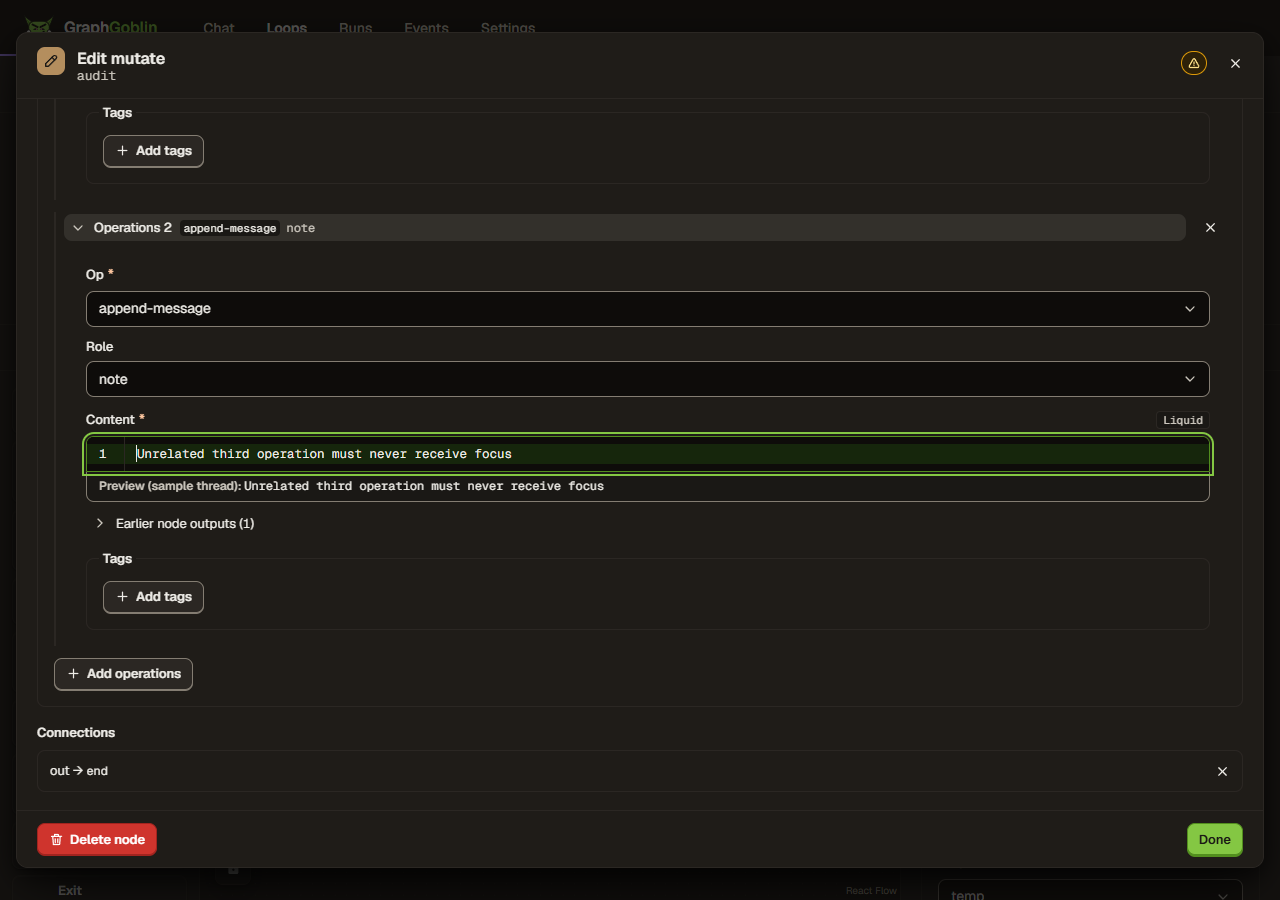 GraphGoblin Chat Loops Runs Events Settings
Edit mutate
audit
Tags
Add tags
Operations 2 append-message note
Op *
append-message
Role
note
Content * Liquid
1 Unrelated third operation must never receive focus
Preview (sample thread): Unrelated third operation must never receive focus
Earlier node outputs (1)
Tags
Add tags
Add operations
Connections
out → end
Delete node Done
Exit React Flow temp